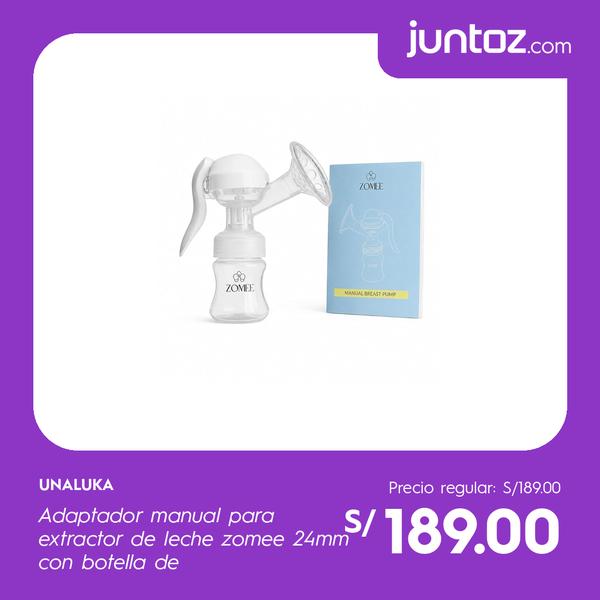 juntoz.com
ZOMEE
ZOMEE
MANUAL BREAST PUMP
UNALUKA
Adaptador manual para
extractor de leche zomee 24mm
con botella de
Precio regular: S/189.00
S/ 189.00